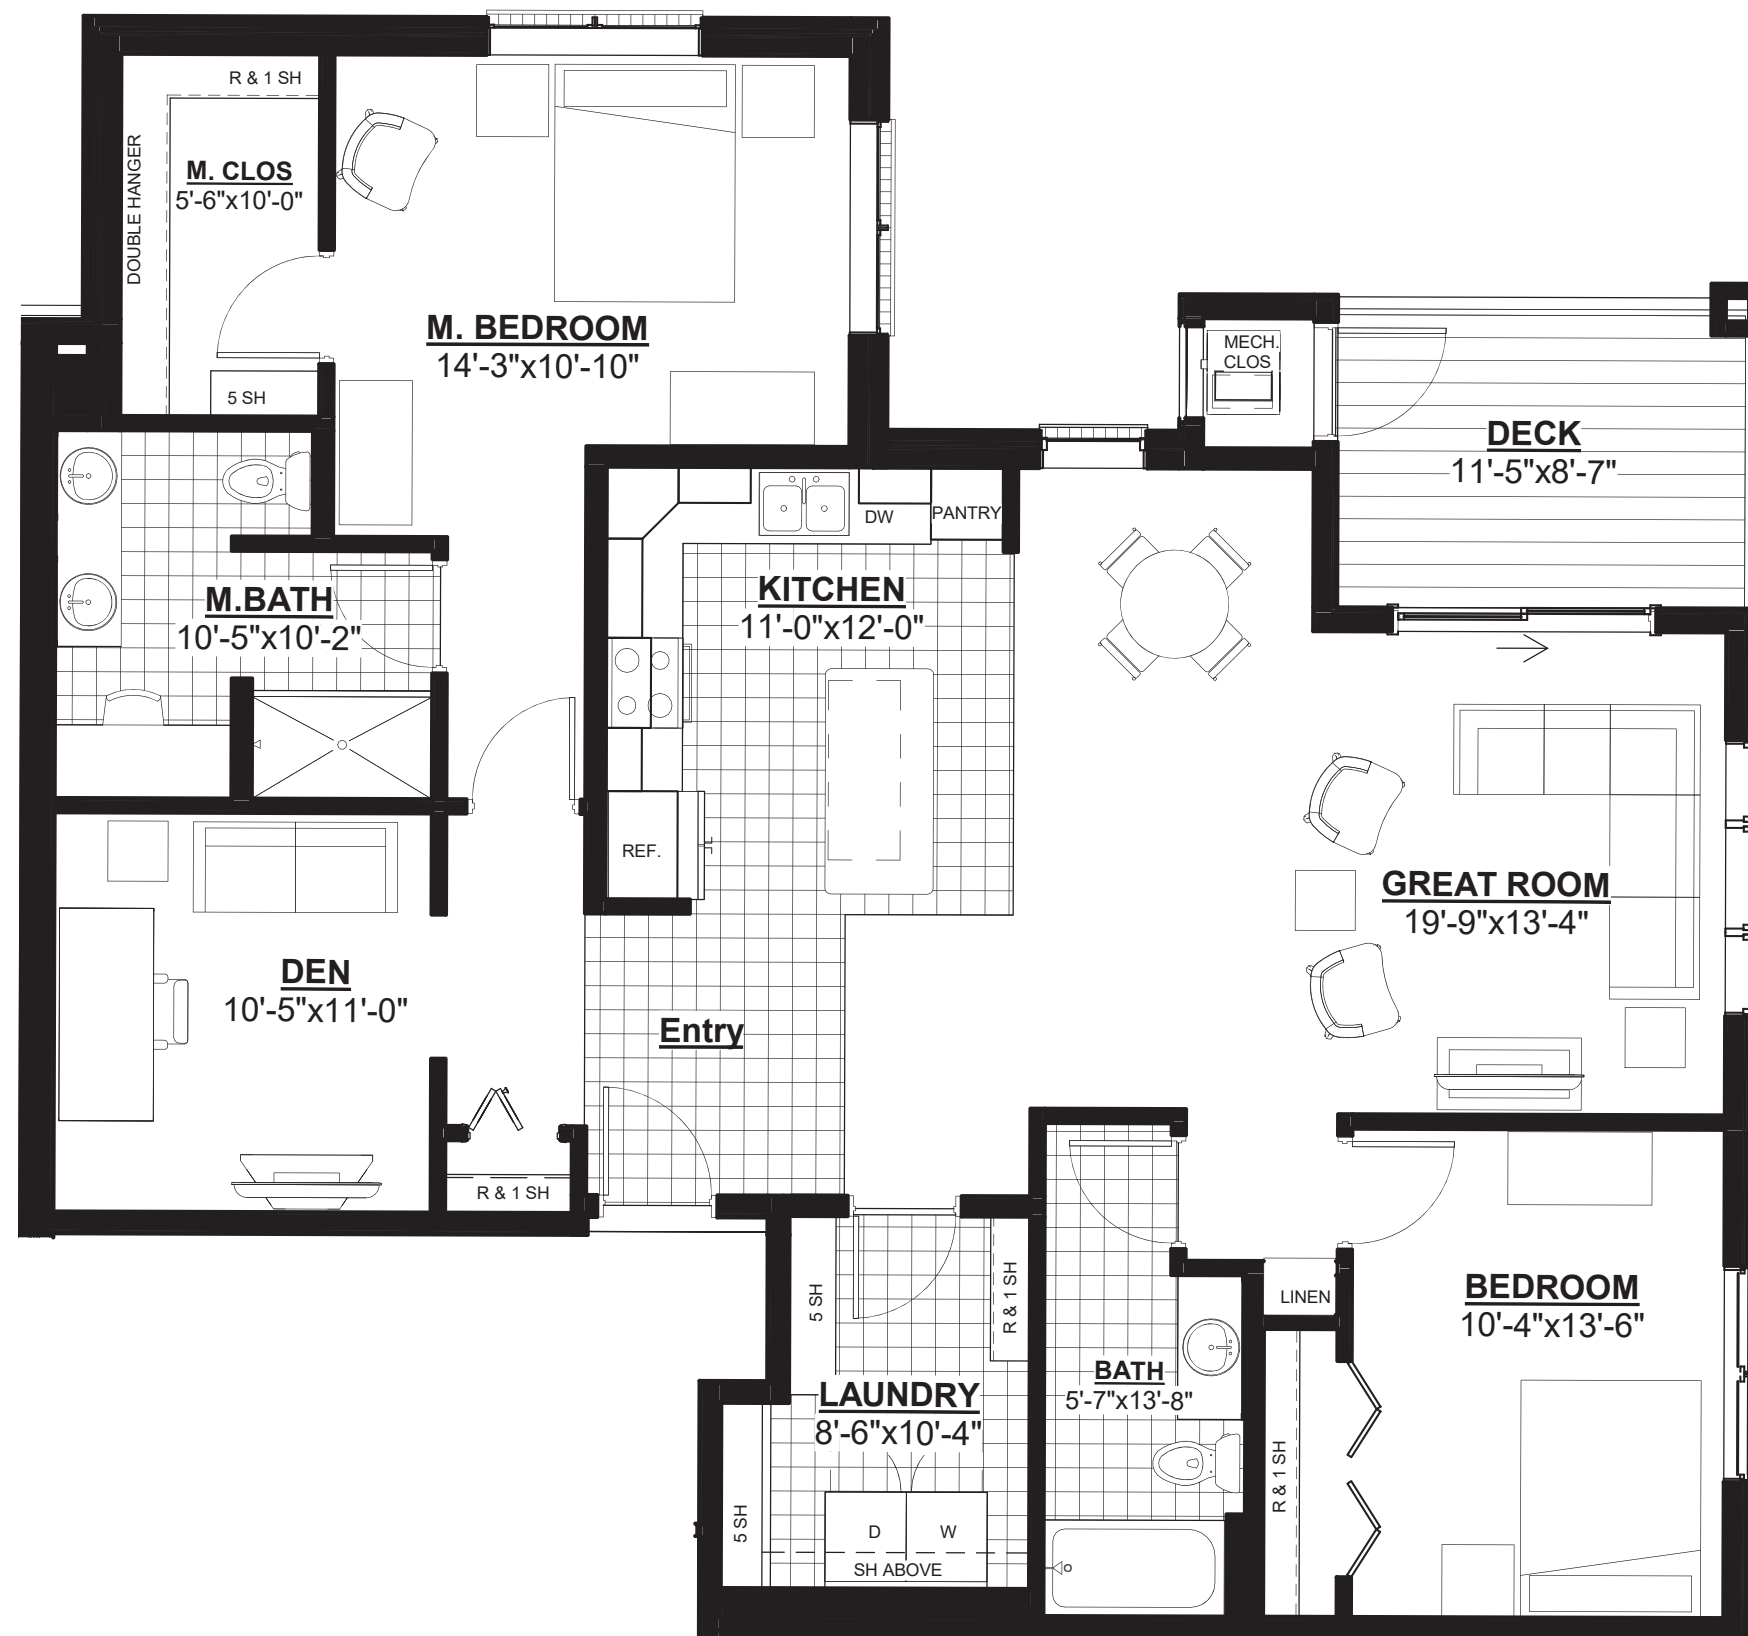 R & 1 SH
DOUBLE HANGER
M. CLOS
5'-6"x10'-0"
5 SH
M. BEDROOM
14'-3"x10'-10"
MECH.
CLOS
DECK
11'-5"x8'-7"
DW
PANTRY
KITCHEN
11'-0"x12'-0"
M.BATH
10'-5"x10'-2"
REF.
GREAT ROOM
19'-9"x13'-4"
DEN
10'-5"x11'-0"
Entry
R & 1 SH
5 SH
R & 1 SH
LINEN
BEDROOM
10'-4"x13'-6"
BATH
5'-7"x13'-8"
LAUNDRY
8'-6"x10'-4"
R & 1 SH
5 SH
D
W
SH ABOVE